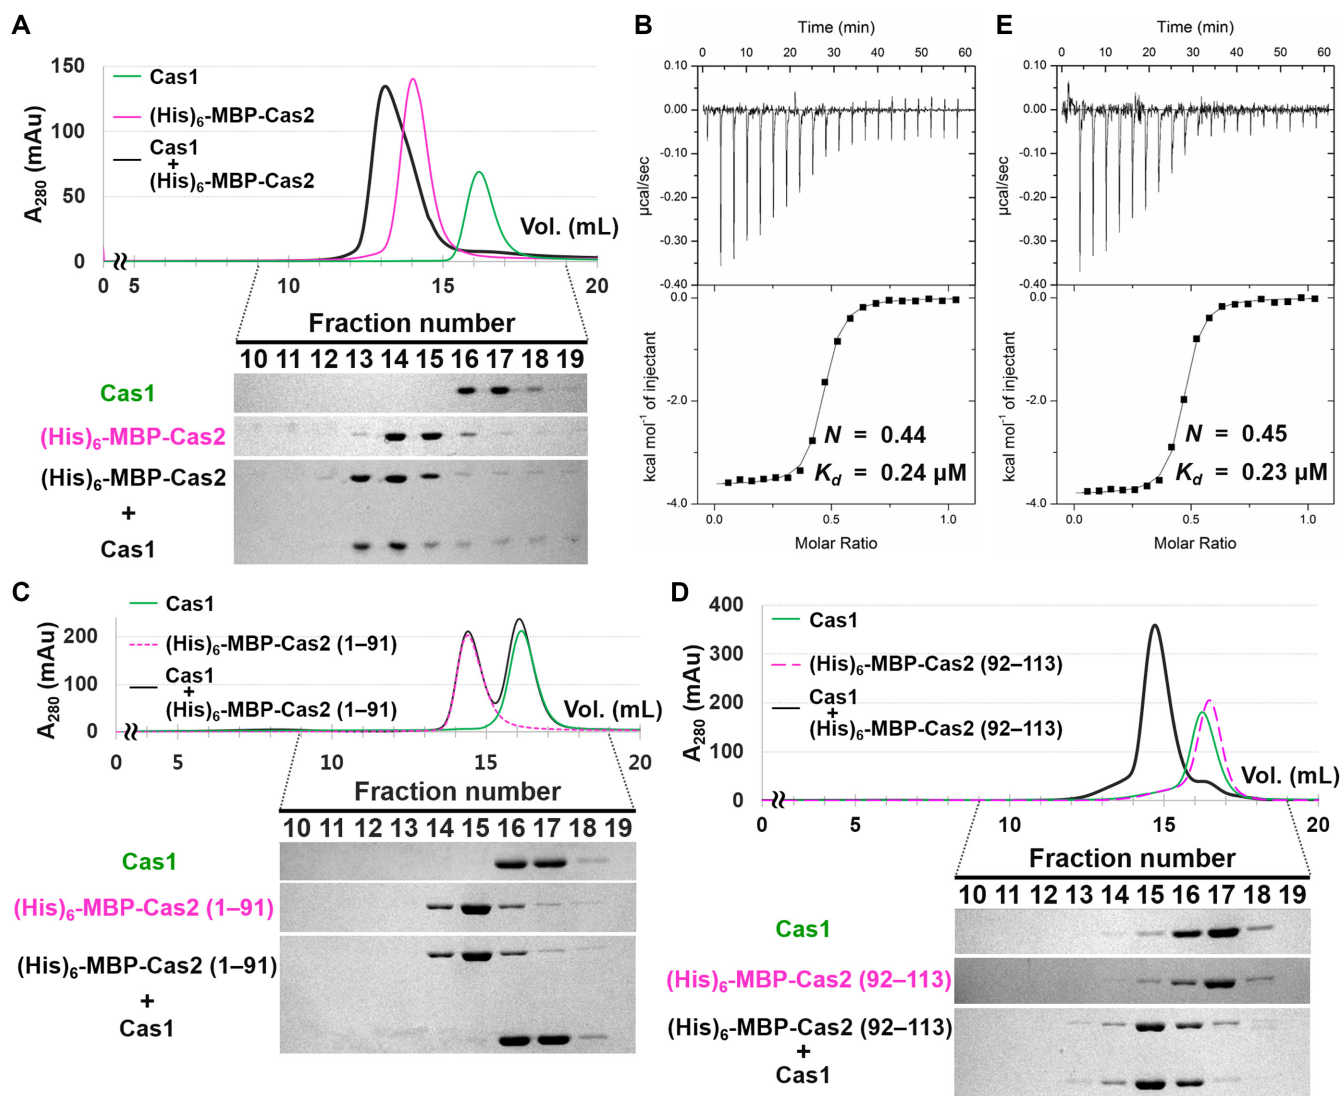 A
150
100
50
0
A280 (mAu)
Cas1
(His)6-MBP-Cas2
Cas1
+
(His)6-MBP-Cas2
Vol. (mL)
0 5 10 15 20
Fraction number
10 11 12 13 14 15 16 17 18 19
Cas1
(His)6-MBP-Cas2
(His)6-MBP-Cas2
+
Cas1
B
Time (min)
0 10 20 30 40 50 60
0.10
0.00
-0.10
-0.20
-0.30
-0.40
µcal/sec
0.0
-2.0
-4.0
kcal mol-1 of injectant
N = 0.44
Kd = 0.24 µM
0.0 0.5 1.0
Molar Ratio
E
Time (min)
0 10 20 30 40 50 60
0.10
0.00
-0.10
-0.20
-0.30
-0.40
µcal/sec
0.0
-2.0
-4.0
kcal mol-1 of injectant
N = 0.45
Kd = 0.23 µM
0.0 0.5 1.0
Molar Ratio
C
200
100
0
A280 (mAu)
Cas1
(His)6-MBP-Cas2 (1–91)
Cas1
+
(His)6-MBP-Cas2 (1–91)
Vol. (mL)
0 5 10 15 20
Fraction number
10 11 12 13 14 15 16 17 18 19
Cas1
(His)6-MBP-Cas2 (1–91)
(His)6-MBP-Cas2 (1–91)
+
Cas1
D
400
300
200
100
0
A280 (mAu)
Cas1
(His)6-MBP-Cas2 (92–113)
Cas1
+
(His)6-MBP-Cas2 (92–113)
Vol. (mL)
0 5 10 15 20
Fraction number
10 11 12 13 14 15 16 17 18 19
Cas1
(His)6-MBP-Cas2 (92–113)
(His)6-MBP-Cas2 (92–113)
+
Cas1